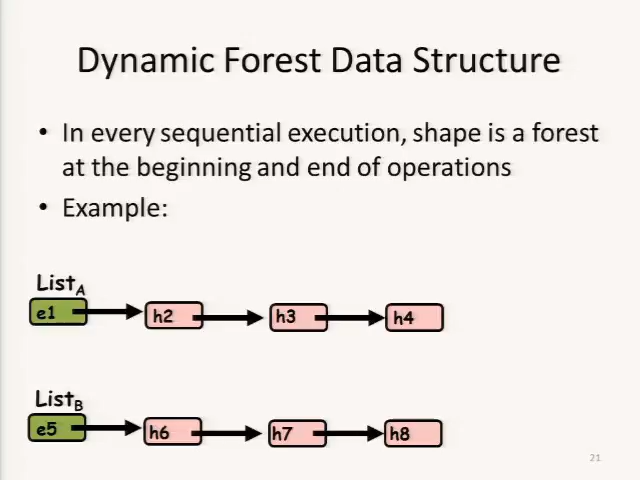 Dynamic Forest Data Structure
• In every sequential execution, shape is a forest
at the beginning and end of operations
• Example:
ListA
e1 h2 h3 h4
ListB
e5 h6 h7 h8
21